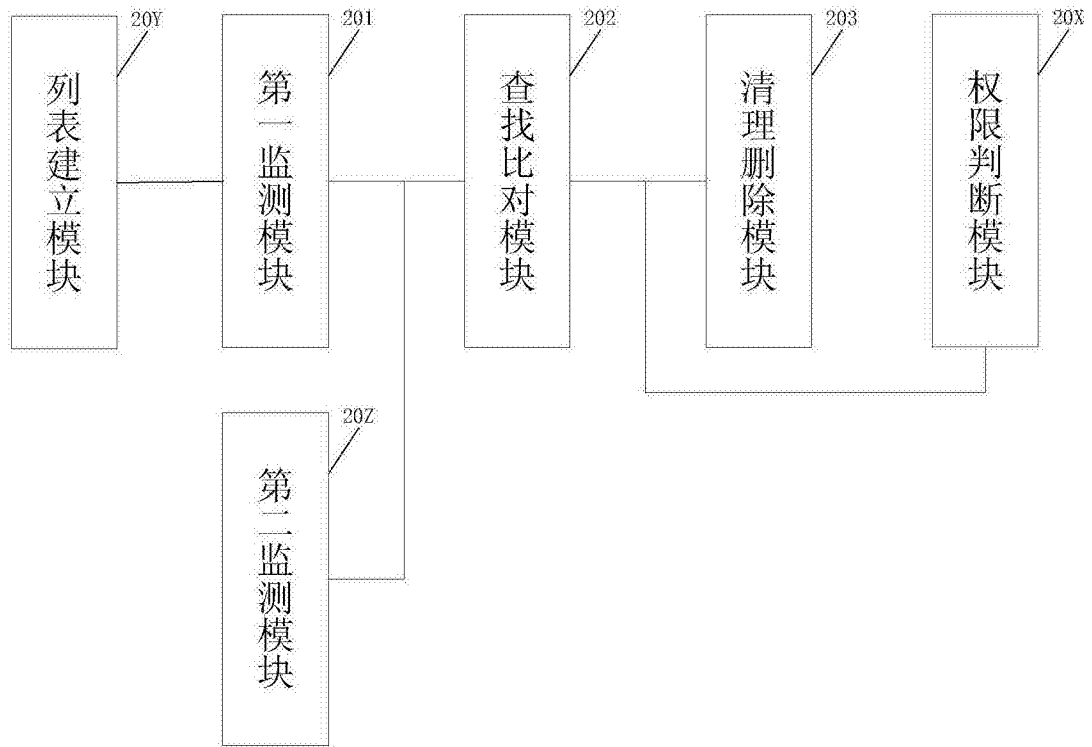 20Y
列表建立模块
201
第一监测模块
202
查找比对模块
203
清理删除模块
20X
权限判断模块
20Z
第二监测模块